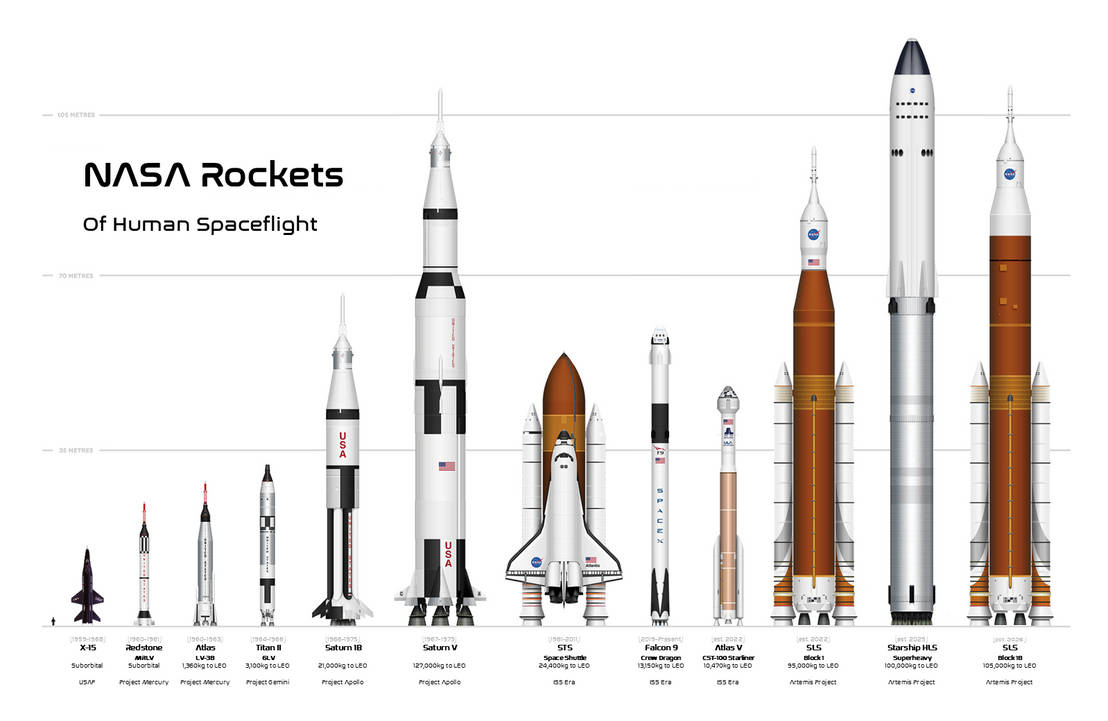 105 METRES
NASA Rockets
Of Human Spaceflight
70 METRES
35 METRES
USA
USA
Atlantis
F9
SPACEX
(1959-1968)
X-15
Suborbital
USAF
(1960-1961)
Redstone
MRLV
Suborbital
Project Mercury
(1960-1963)
Atlas
LV-3B
1,360kg to LEO
Project Mercury
(1964-1966)
Titan II
GLV
3,100kg to LEO
Project Gemini
(1966-1975)
Saturn 1B
21,000kg to LEO
Project Apollo
(1967-1973)
Saturn V
127,000kg to LEO
Project Apollo
(1981-2011)
STS
Space Shuttle
24,400kg to LEO
ISS Era
(2019-Present)
Falcon 9
Crew Dragon
13,150kg to LEO
ISS Era
(est. 2022)
Atlas V
CST-100 Starliner
10,470kg to LEO
ISS Era
(est. 2022)
SLS
Block 1
95,000kg to LEO
Artemis Project
(est. 2025)
Starship HLS
Superheavy
100,000kg to LEO
Artemis Project
SLS
Block 1B
105,000kg to LEO
Artemis Project